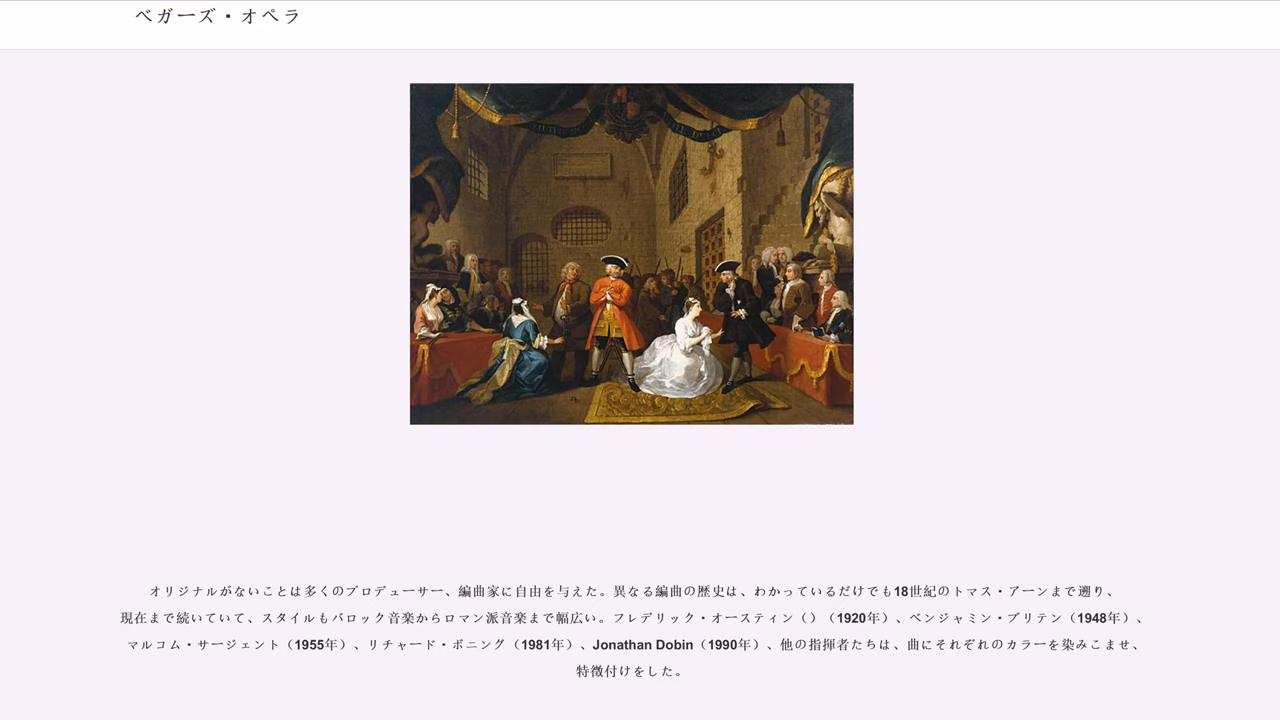 ベガーズ・オペラ
オリジナルがないことは多くのプロデューサー、編曲家に自由を与えた。異なる編曲の歴史は、わかっているだけでも18世紀のトマス・アーンまで遡り、
現在まで続いていて、スタイルもバロック音楽からロマン派音楽まで幅広い。フレデリック・オースティン（）（1920年）、ベンジャミン・ブリテン（1948年）、
マルコム・サージェント（1955年）、リチャード・ボニング（1981年）、Jonathan Dobin（1990年）、他の指揮者たちは、曲にそれぞれのカラーを染みこませ、
特徴付けをした。